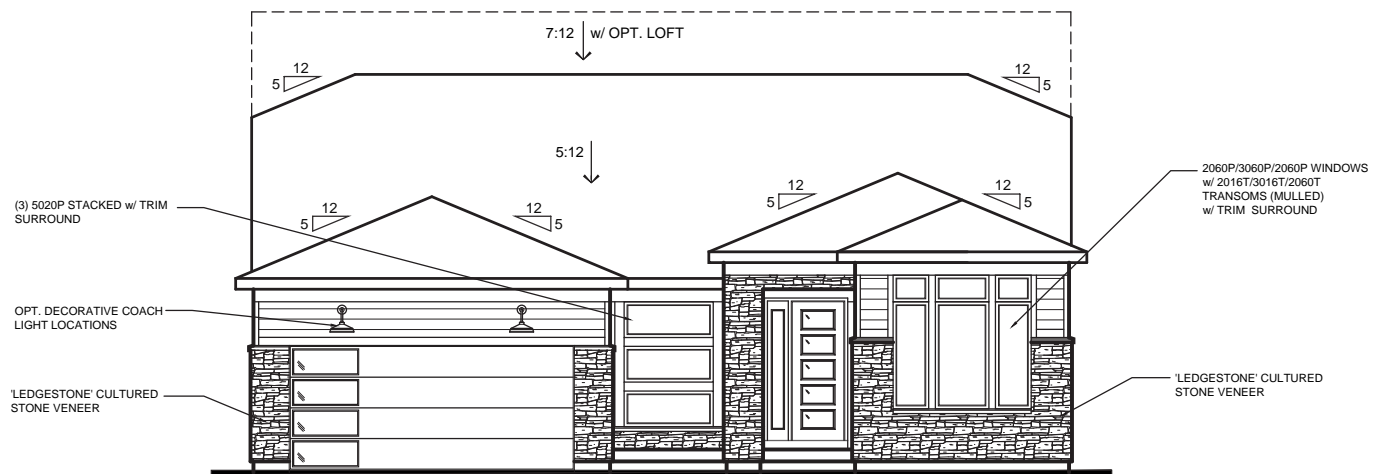 7:12 w/ OPT. LOFT
12
5
12
5
5:12
12
5
12
5
12
5
12
5
(3) 5020P STACKED w/ TRIM
SURROUND
2060P/3060P/2060P WINDOWS
w/ 2016T/3016T/2060T
TRANSOMS (MULLED)
w/ TRIM SURROUND
OPT. DECORATIVE COACH
LIGHT LOCATIONS
'LEDGESTONE' CULTURED
STONE VENEER
'LEDGESTONE' CULTURED
STONE VENEER